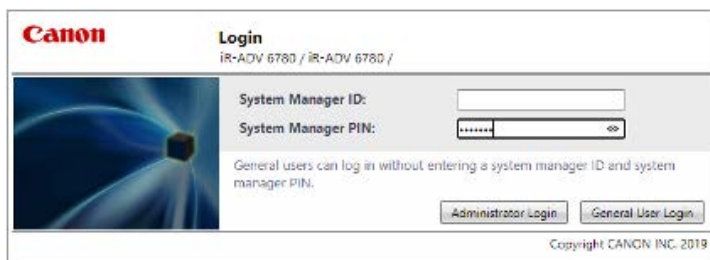 Canon
Login
iR-ADV 6780 / iR-ADV 6780 /
System Manager ID:
System Manager PIN:
•••••••
General users can log in without entering a system manager ID and system
manager PIN.
Administrator Login
General User Login
Copyright CANON INC. 2019